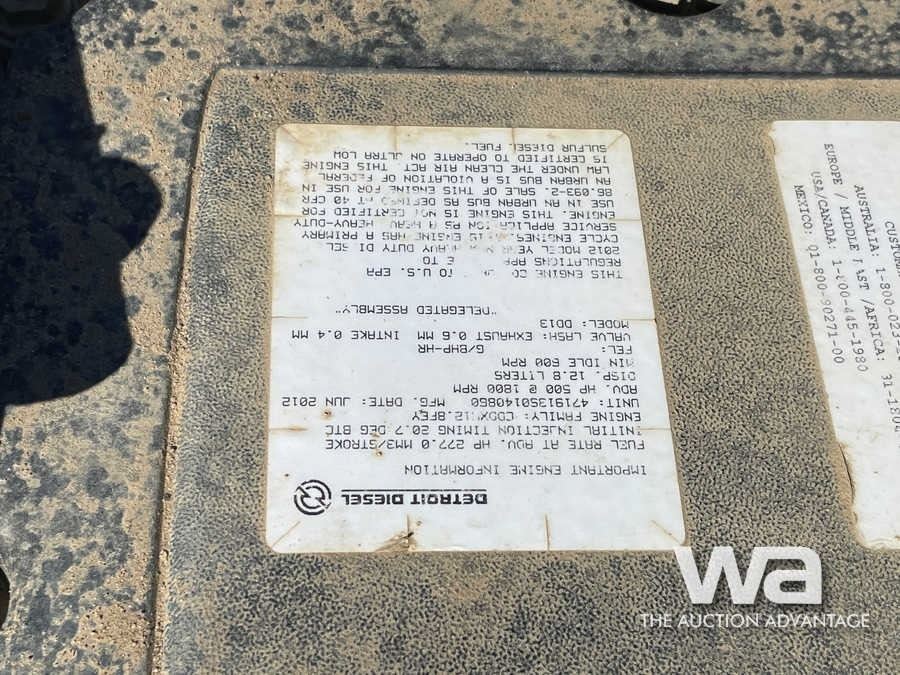 DETROIT DIESEL
IMPORTANT ENGINE INFORMATION
FUEL RATE AT ADV. HP 277.0 MM3/STROKE
INITIAL INJECTION TIMING 20.7 DEG BTC
ENGINE FAMILY:
UNIT: 471913S0140860 MFG. DATE: JUN 2012
ADV. HP 500 @ 1800 RPM
DISP. 12.8 LITERS
MIN IDLE 600 RPM
FEL: G/BHP-HR
VALVE LASH: EXHAUST 0.6 MM INTAKE 0.4 MM
MODEL: DD13
"DELEGATED ASSEMBLY"
THIS ENGINE TO U.S. EPA
REGULATIONS TO
2012 MODEL YEAR HEAVY DUTY
CYCLE ENGINES. ENGINE HAS A PRIMARY
SERVICE APPLICATION AS A HEAVY HEAVY-DUTY
ENGINE. THIS ENGINE IS NOT CERTIFIED FOR
USE IN AN URBAN BUS AS DEFINED AT 40 CFR
86.093-2. SALE OF THIS ENGINE FOR USE IN
AN URBAN BUS IS A VIOLATION OF FEDERAL
LAW UNDER THE CLEAN AIR ACT. THIS ENGINE
IS CERTIFIED TO OPERATE ON ULTRA LOW
SULFUR DIESEL FUEL.
AUSTRALIA: 1-800-023-
EUROPE / MIDDLE EAST /AFRICA: 31-1804
USA/CANADA: 1-800-445-1980
MEXICO: 01-800-90271-00
wa
THE AUCTION ADVANTAGE